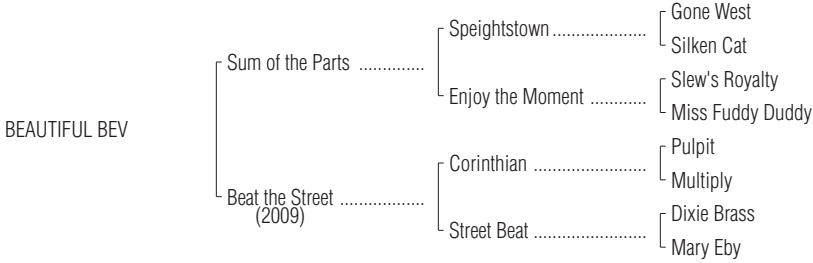 Gone West
Speightstown
Silken Cat
Sum of the Parts
Slew's Royalty
Enjoy the Moment
Miss Fuddy Duddy
BEAUTIFUL BEV
Pulpit
Corinthian
Multiply
Beat the Street
(2009)
Dixie Brass
Street Beat
Mary Eby